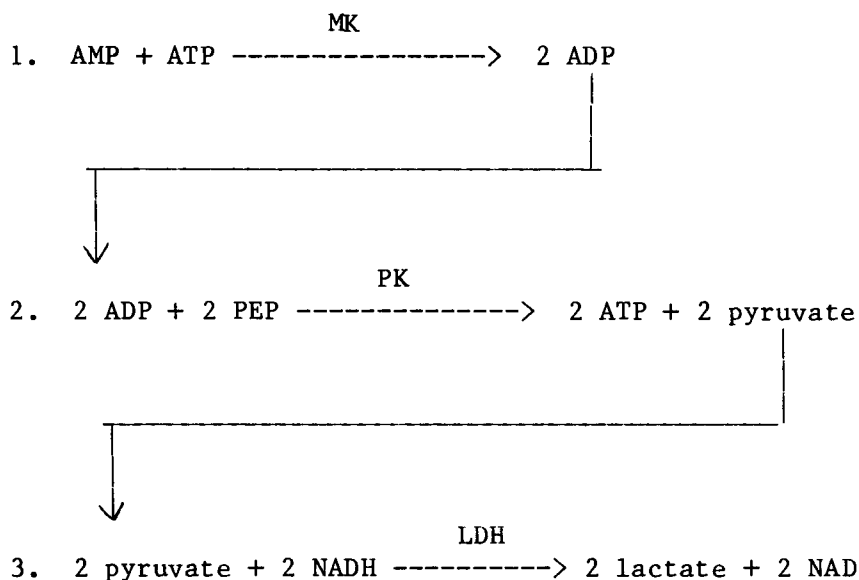 MK
1. AMP + ATP ----------------> 2 ADP
PK
2. 2 ADP + 2 PEP --------------> 2 ATP + 2 pyruvate
LDH
3. 2 pyruvate + 2 NADH ----------> 2 lactate + 2 NAD